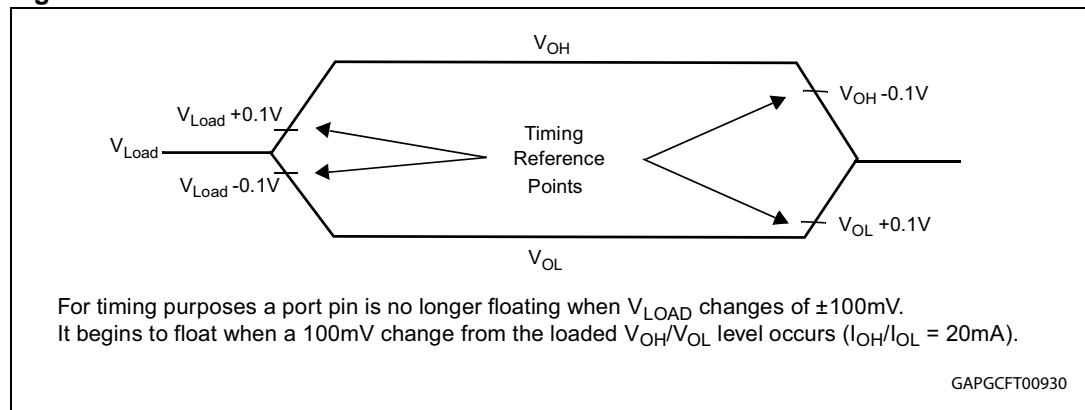 V_OH
V_Load +0.1V
V_OH -0.1V
V_Load
Timing
Reference
Points
V_Load -0.1V
V_OL +0.1V
V_OL
For timing purposes a port pin is no longer floating when V_LOAD changes of ±100mV.
It begins to float when a 100mV change from the loaded V_OH/V_OL level occurs (I_OH/I_OL = 20mA).
GAPGCFT00930